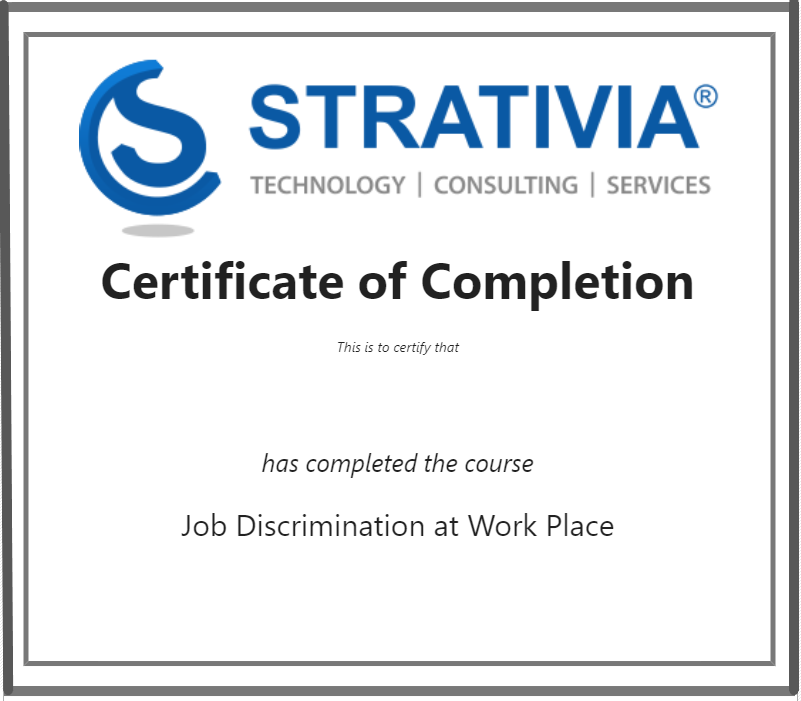 STRATIVIA®
TECHNOLOGY | CONSULTING | SERVICES
Certificate of Completion
This is to certify that
has completed the course
Job Discrimination at Work Place